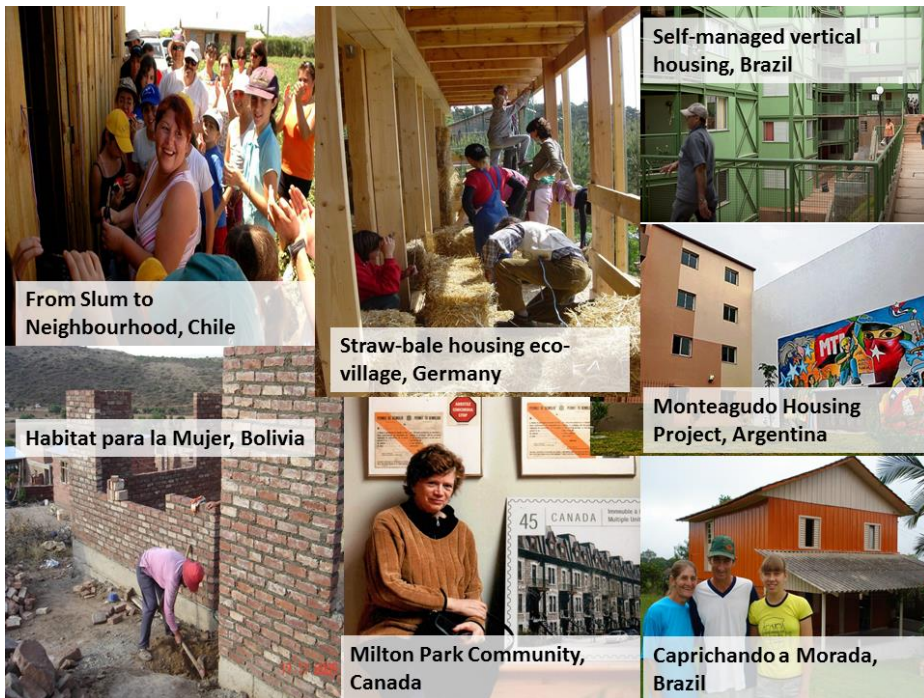 From Slum to
Neighbourhood, Chile
Straw-bale housing eco-
village, Germany
Self-managed vertical
housing, Brazil
MTL
Monteagudo Housing
Project, Argentina
Habitat para la Mujer, Bolivia
45 CANADA
Milton Park Community,
Canada
Caprichando a Morada,
Brazil